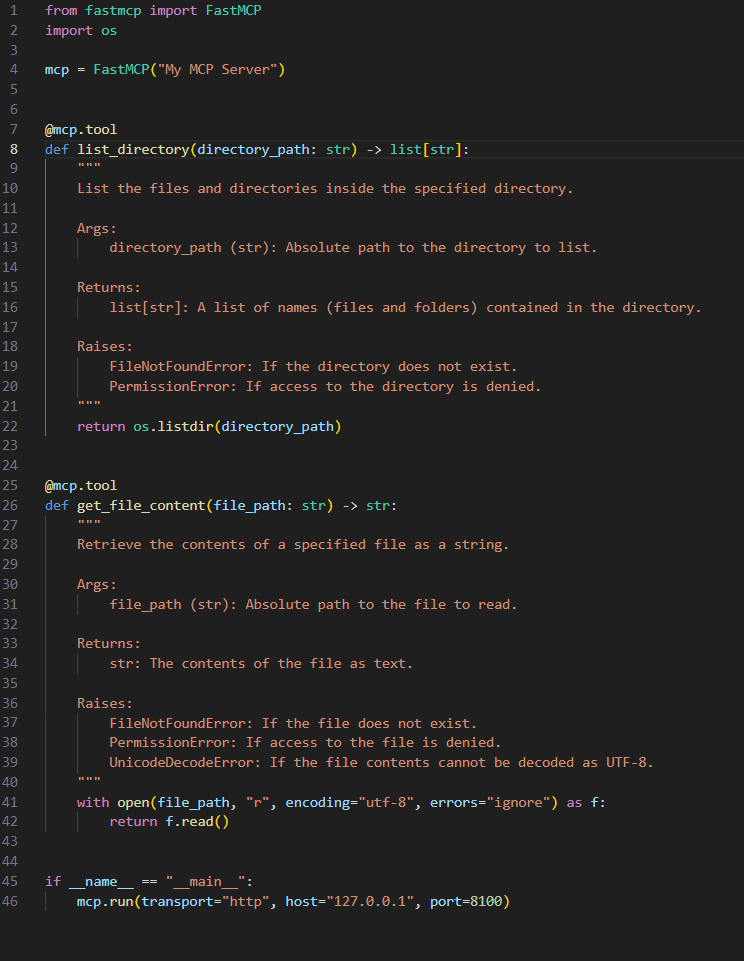 1 from fastmcp import FastMCP
2 import os
3
4 mcp = FastMCP("My MCP Server")
5
6
7 @mcp.tool
8 def list_directory(directory_path: str) -> list[str]:
9     """
10     List the files and directories inside the specified directory.
11
12     Args:
13         directory_path (str): Absolute path to the directory to list.
14
15     Returns:
16         list[str]: A list of names (files and folders) contained in the directory.
17
18     Raises:
19         FileNotFoundError: If the directory does not exist.
20         PermissionError: If access to the directory is denied.
21     """
22     return os.listdir(directory_path)
23
24
25 @mcp.tool
26 def get_file_content(file_path: str) -> str:
27     """
28     Retrieve the contents of a specified file as a string.
29
30     Args:
31         file_path (str): Absolute path to the file to read.
32
33     Returns:
34         str: The contents of the file as text.
35
36     Raises:
37         FileNotFoundError: If the file does not exist.
38         PermissionError: If access to the file is denied.
39         UnicodeDecodeError: If the file contents cannot be decoded as UTF-8.
40     """
41     with open(file_path, "r", encoding="utf-8", errors="ignore") as f:
42         return f.read()
43
44
45 if __name__ == "__main__":
46     mcp.run(transport="http", host="127.0.0.1", port=8100)